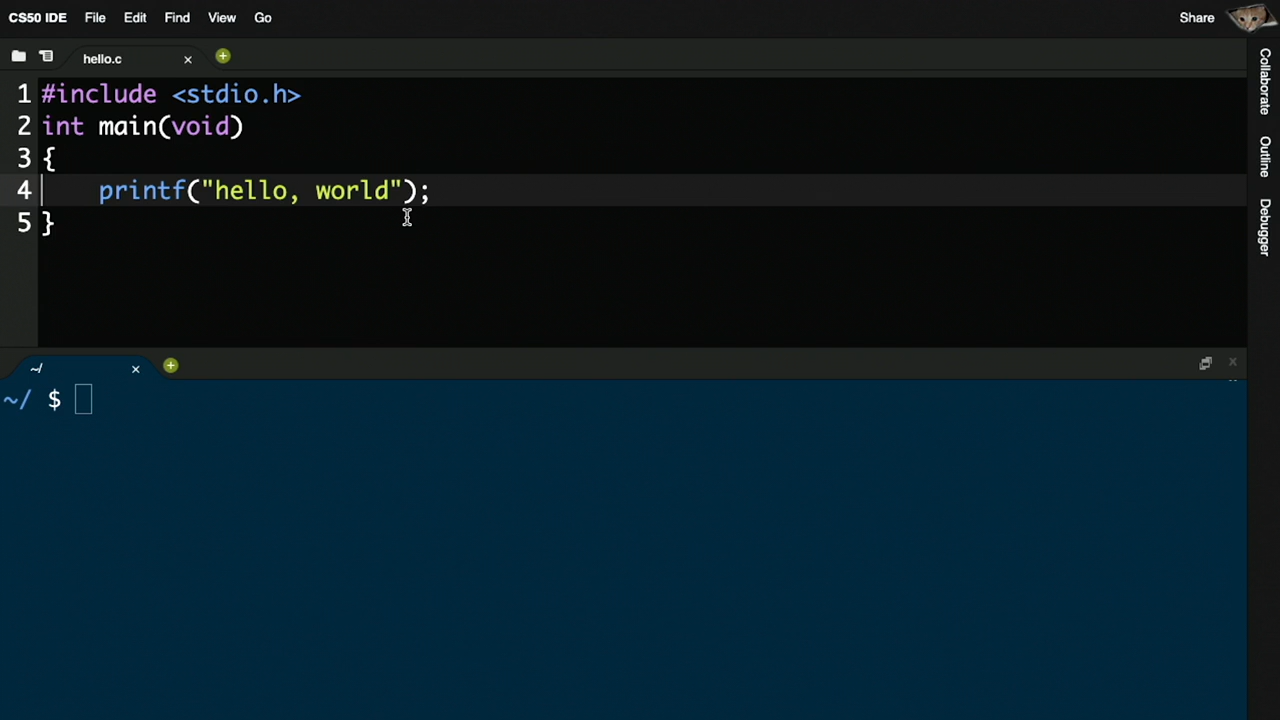 CS50 IDE File Edit Find View Go Share
hello.c
1 #include <stdio.h>
2 int main(void)
3 {
4     printf("hello, world");
5 }
~/
~/ $
Collaborate
Outline
Debugger